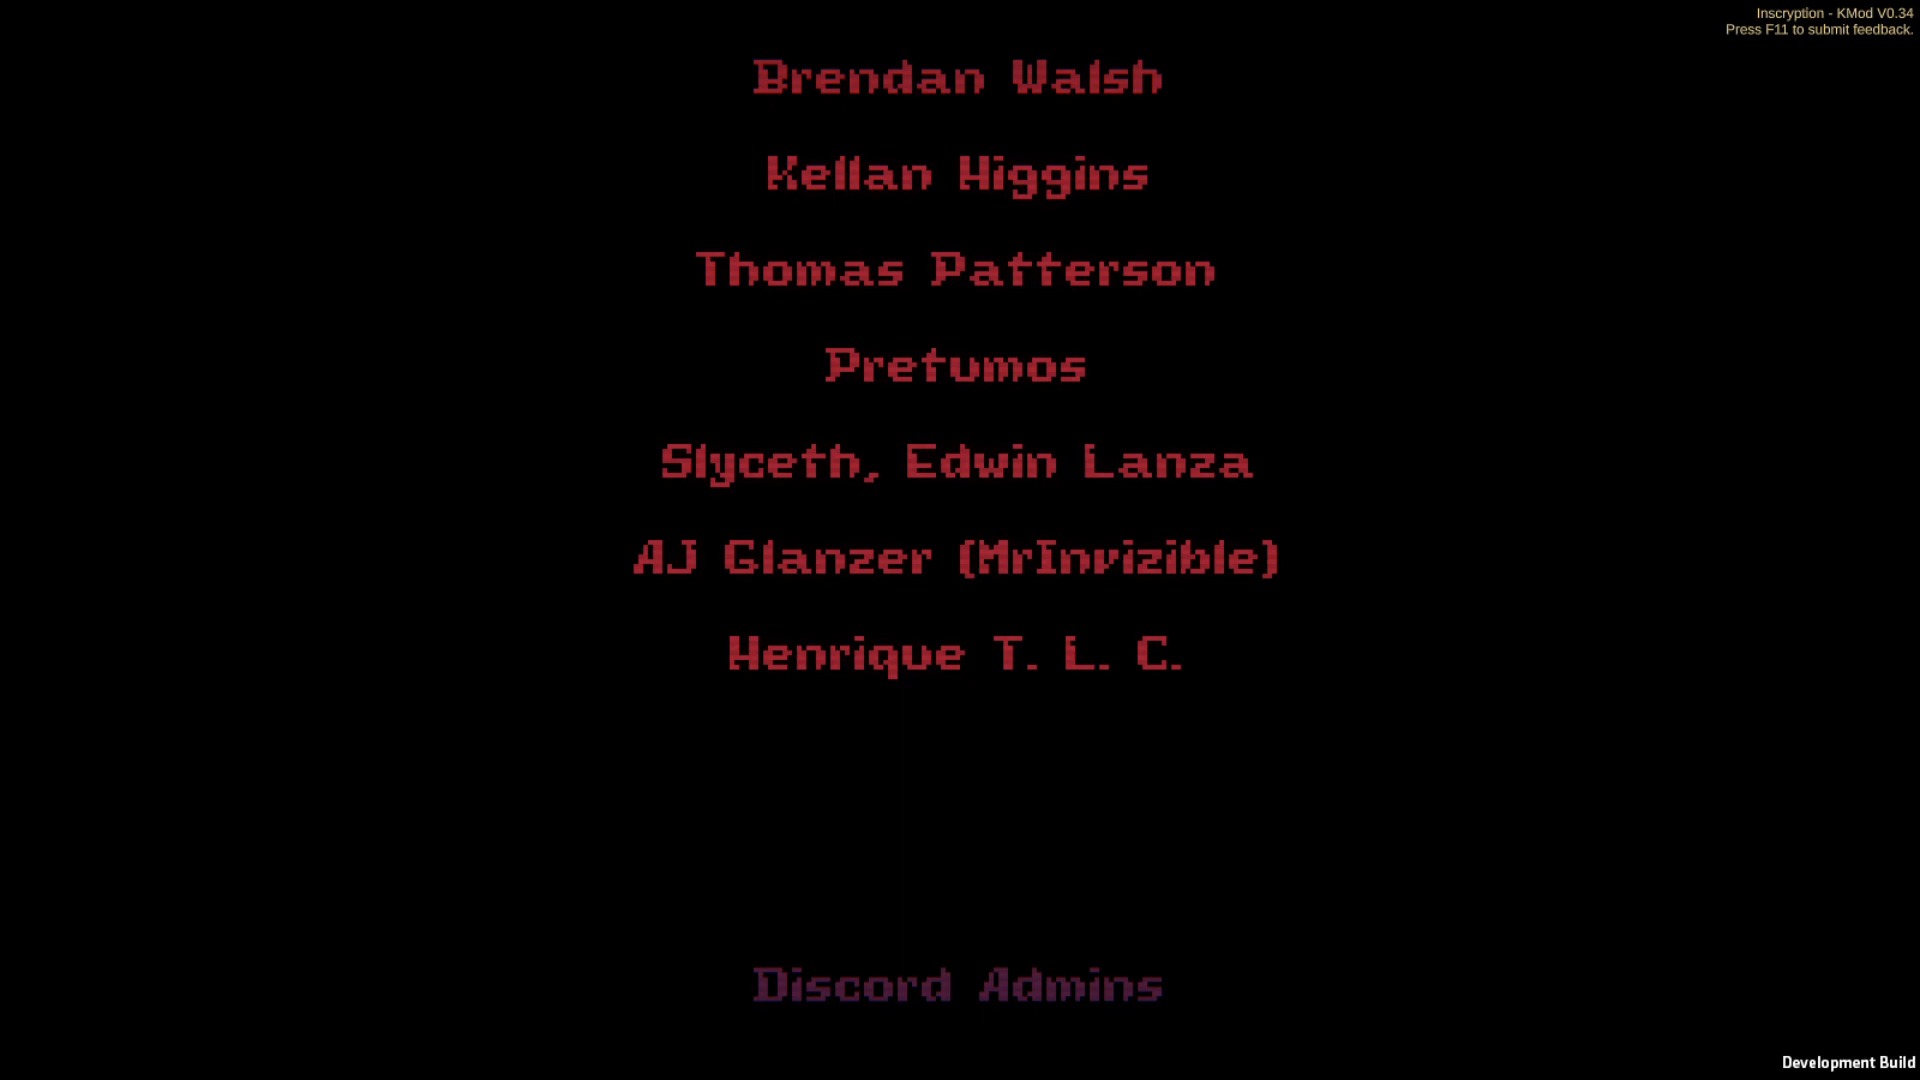 Inscryption - KMod V0.34
Press F11 to submit feedback.
Brendan Walsh
Kellan Higgins
Thomas Patterson
Pretumos
Slyceth, Edwin Lanza
AJ Glanzer (MrInvizible)
Henrique T. L. C.
Discord Admins
Development Build